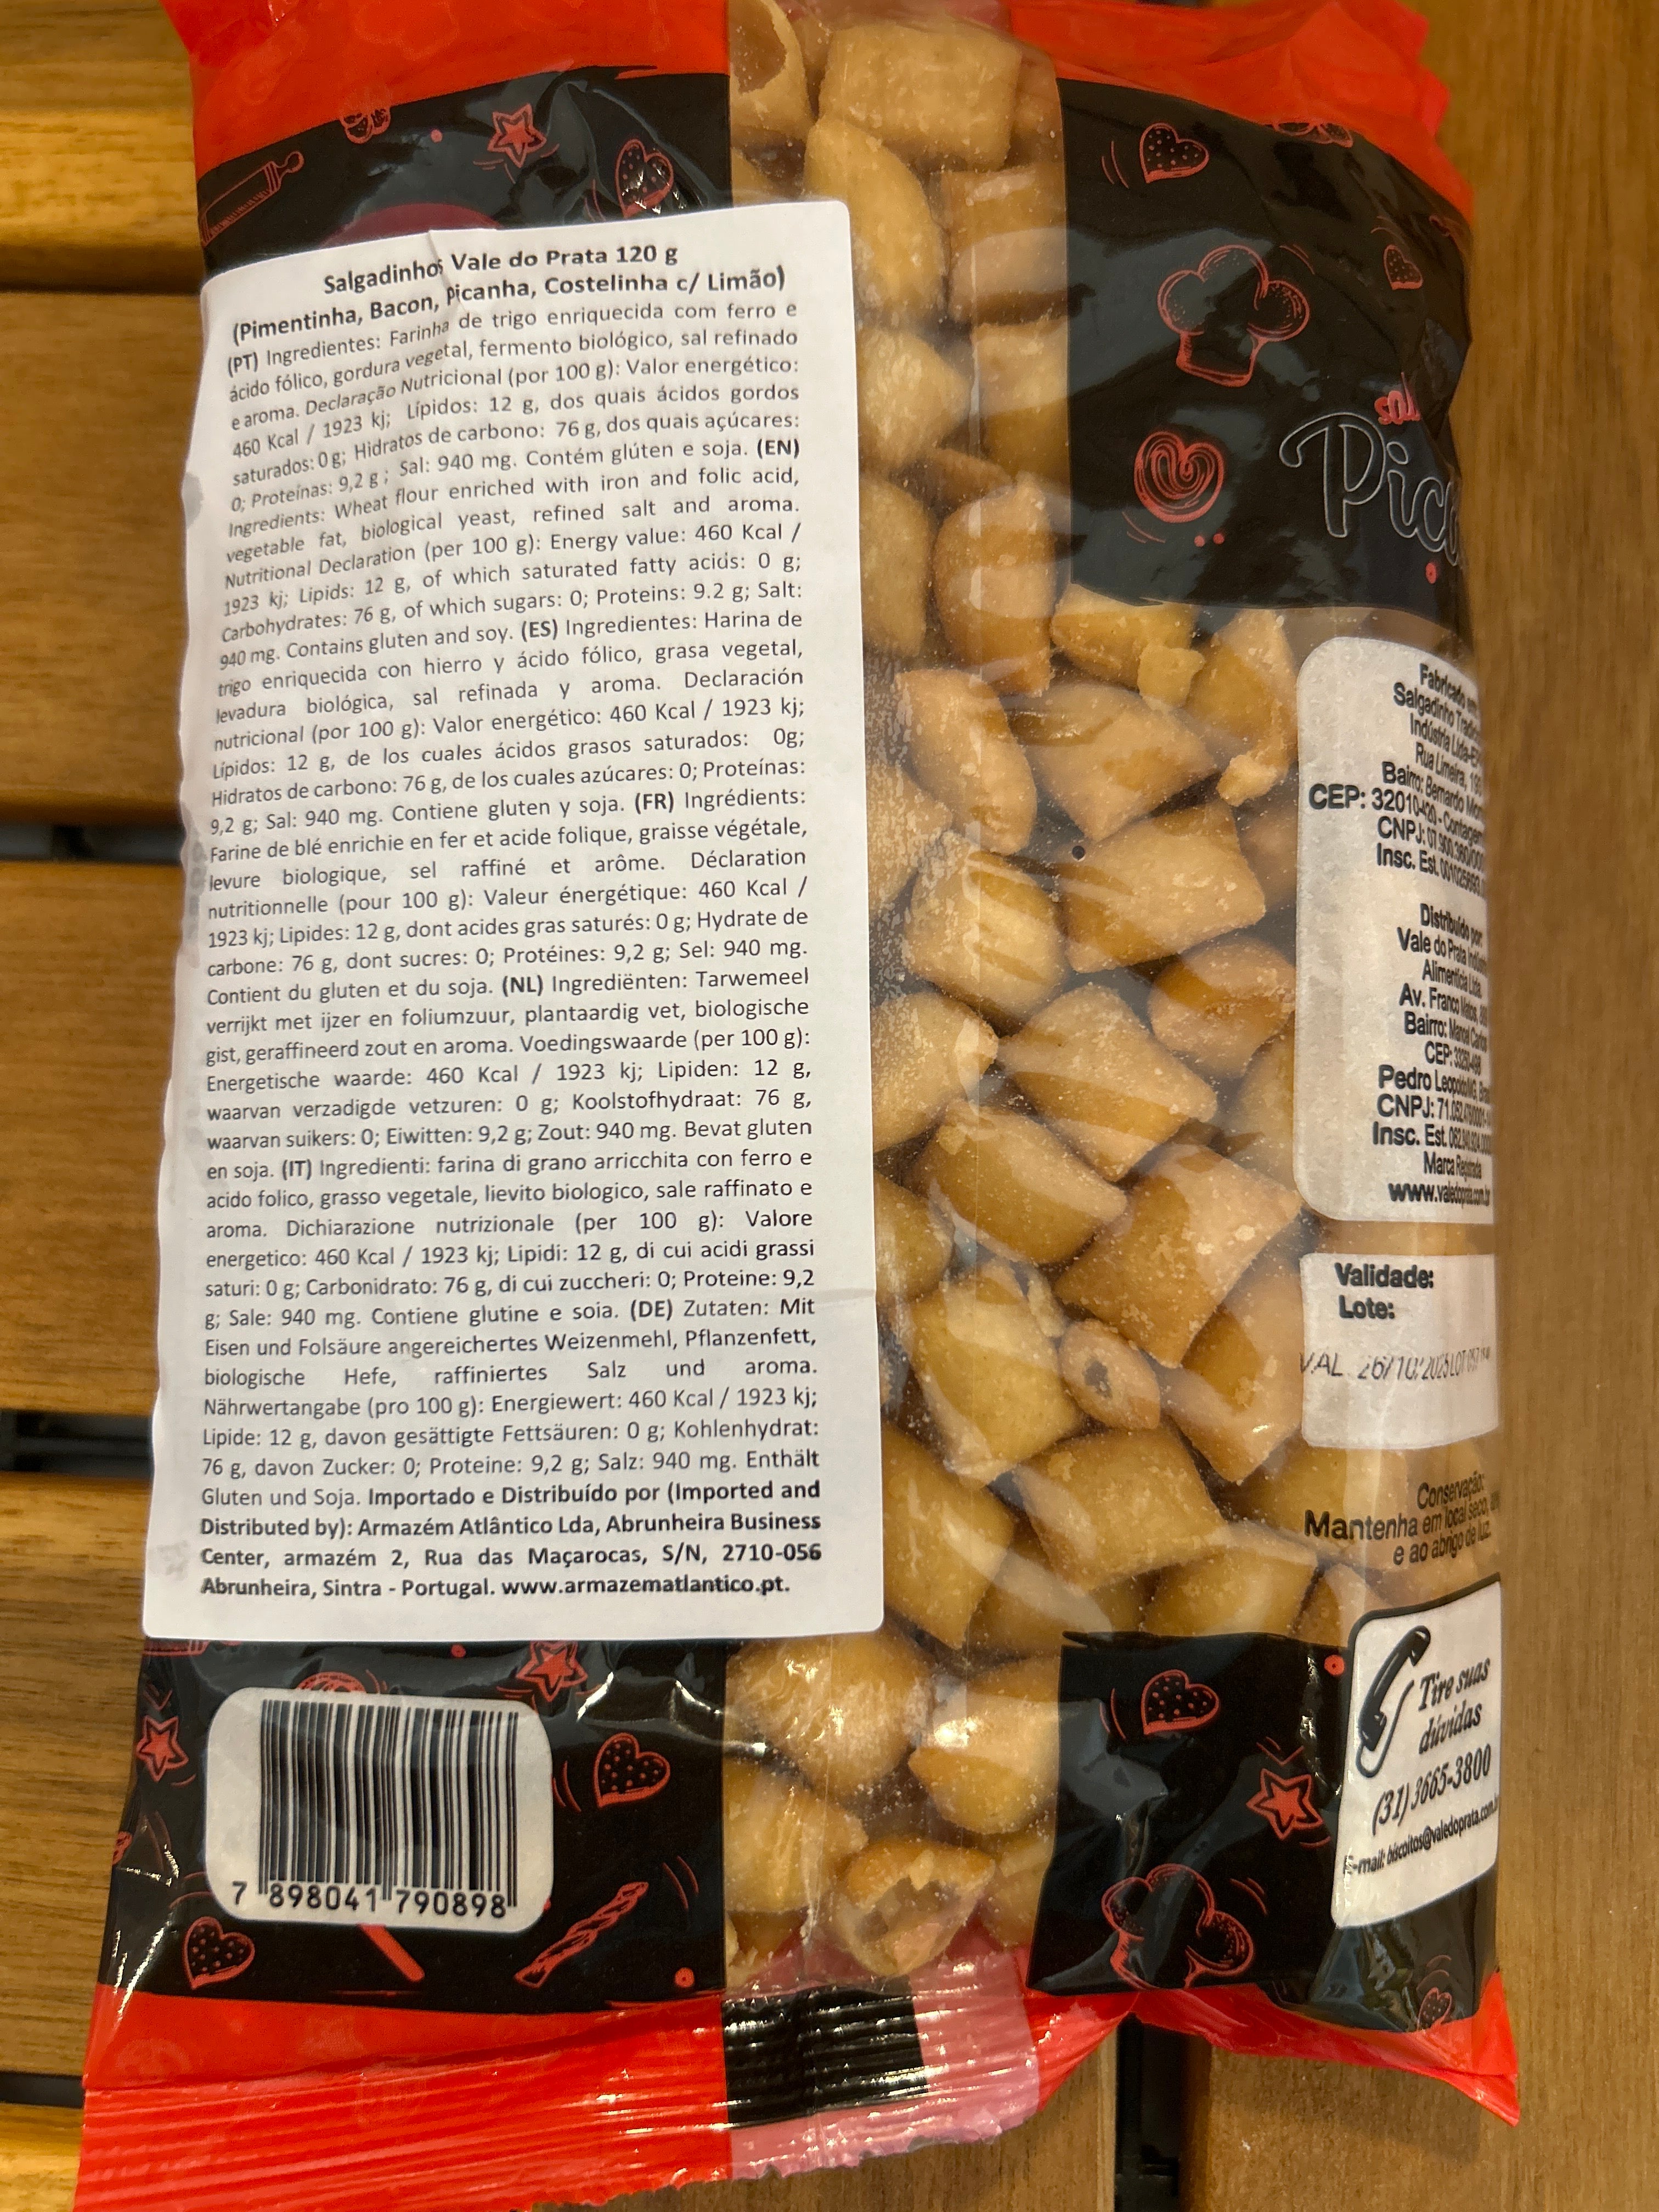 Salgadinhos Vale do Prata 120 g
(Pimentinha, Bacon, Picanha, Costelinha c/ Limão)
(PT) Ingredientes: Farinha de trigo enriquecida com ferro e
ácido fólico, gordura vegetal, fermento biológico, sal refinado
e aroma. Declaração Nutricional (por 100 g): Valor energético:
460 Kcal / 1923 kj; Lípidos: 12 g, dos quais ácidos gordos
saturados: 0 g; Hidratos de carbono: 76 g, dos quais açúcares:
0; Proteínas: 9,2 g ; Sal: 940 mg. Contém glúten e soja. (EN)
Ingredients: Wheat flour enriched with iron and folic acid,
vegetable fat, biological yeast, refined salt and aroma.
Nutritional Declaration (per 100 g): Energy value: 460 Kcal /
1923 kj; Lipids: 12 g, of which saturated fatty acids: 0 g;
Carbohydrates: 76 g, of which sugars: 0; Proteins: 9.2 g; Salt:
940 mg. Contains gluten and soy. (ES) Ingredientes: Harina de
trigo enriquecida con hierro y ácido fólico, grasa vegetal,
levadura biológica, sal refinada y aroma. Declaración
nutricional (por 100 g): Valor energético: 460 Kcal / 1923 kj;
Lípidos: 12 g, de los cuales ácidos grasos saturados: 0g;
Hidratos de carbono: 76 g, de los cuales azúcares: 0; Proteínas:
9,2 g; Sal: 940 mg. Contiene gluten y soja. (FR) Ingrédients:
Farine de blé enrichie en fer et acide folique, graisse végétale,
levure biologique, sel raffiné et arôme. Déclaration
nutritionnelle (pour 100 g): Valeur énergétique: 460 Kcal /
1923 kj; Lipides: 12 g, dont acides gras saturés: 0 g; Hydrate de
carbone: 76 g, dont sucres: 0; Protéines: 9,2 g; Sel: 940 mg.
Contient du gluten et du soja. (NL) Ingrediënten: Tarwemeel
verrijkt met ijzer en foliumzuur, plantaardig vet, biologische
gist, geraffineerd zout en aroma. Voedingswaarde (per 100 g):
Energetische waarde: 460 Kcal / 1923 kj; Lipiden: 12 g,
waarvan verzadigde vetzuren: 0 g; Koolstofhydraat: 76 g,
waarvan suikers: 0; Eiwitten: 9,2 g; Zout: 940 mg. Bevat gluten
en soja. (IT) Ingredienti: farina di grano arricchita con ferro e
acido folico, grasso vegetale, lievito biologico, sale raffinato e
aroma. Dichiarazione nutrizionale (per 100 g): Valore
energetico: 460 Kcal / 1923 kj; Lipidi: 12 g, di cui acidi grassi
saturi: 0 g; Carbonidrato: 76 g, di cui zuccheri: 0; Proteine: 9,2
g; Sale: 940 mg. Contiene glutine e soia. (DE) Zutaten: Mit
Eisen und Folsäure angereichertes Weizenmehl, Pflanzenfett,
biologische Hefe, raffiniertes Salz und aroma.
Nährwertangabe (pro 100 g): Energiewert: 460 Kcal / 1923 kj;
Lipide: 12 g, davon gesättigte Fettsäuren: 0 g; Kohlenhydrat:
76 g, davon Zucker: 0; Proteine: 9,2 g; Salz: 940 mg. Enthält
Gluten und Soja. Importado e Distribuído por (Imported and
Distributed by): Armazém Atlântico Lda, Abrunheira Business
Center, armazém 2, Rua das Maçarocas, S/N, 2710-056
Abrunheira, Sintra - Portugal. www.armazematlantico.pt.
7 898041 790898
Pic
Fabricado
Salgadinho
Indústria
Rua Limeira,
Bairro: Bernardo
CEP: 32010-420 -
CNPJ:
Insc. Est.
Distribuído por:
Vale do Prata
Alimentícia Ltda.
Av. Franco
Bairro:
CEP:
Pedro Leopoldo
CNPJ:
Insc. Est.
Marca Registrada
Validade:
Lote:
VAL 26/10/2025 LOT
Conservação:
Mantenha em local seco,
e ao abrigo de luz.
Tire suas
dúvidas
(31) 3665-3800
E-mail: biscoitos@valedoprata.com.